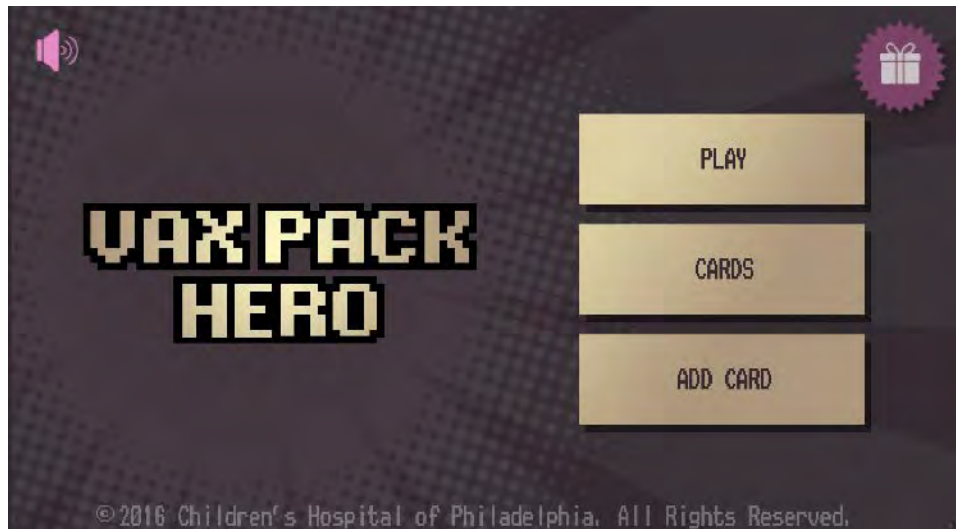 VAX PACK
HERO
PLAY
CARDS
ADD CARD
©2016 Children's Hospital of Philadelphia. All Rights Reserved.